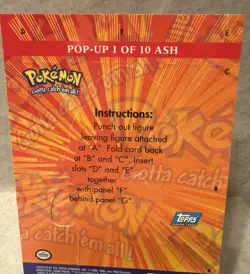 D E
POP-UP 1 OF 10 ASH
C
POKéMON
Gotta catch 'em all!
Instructions:
Punch out figure
leaving figure attached
at "A". Fold card back
at "B" and "C". Insert
slots "D" and "E"
together
with panel "F"
behind panel "G"
B
TOPPS
a catch 'em all!